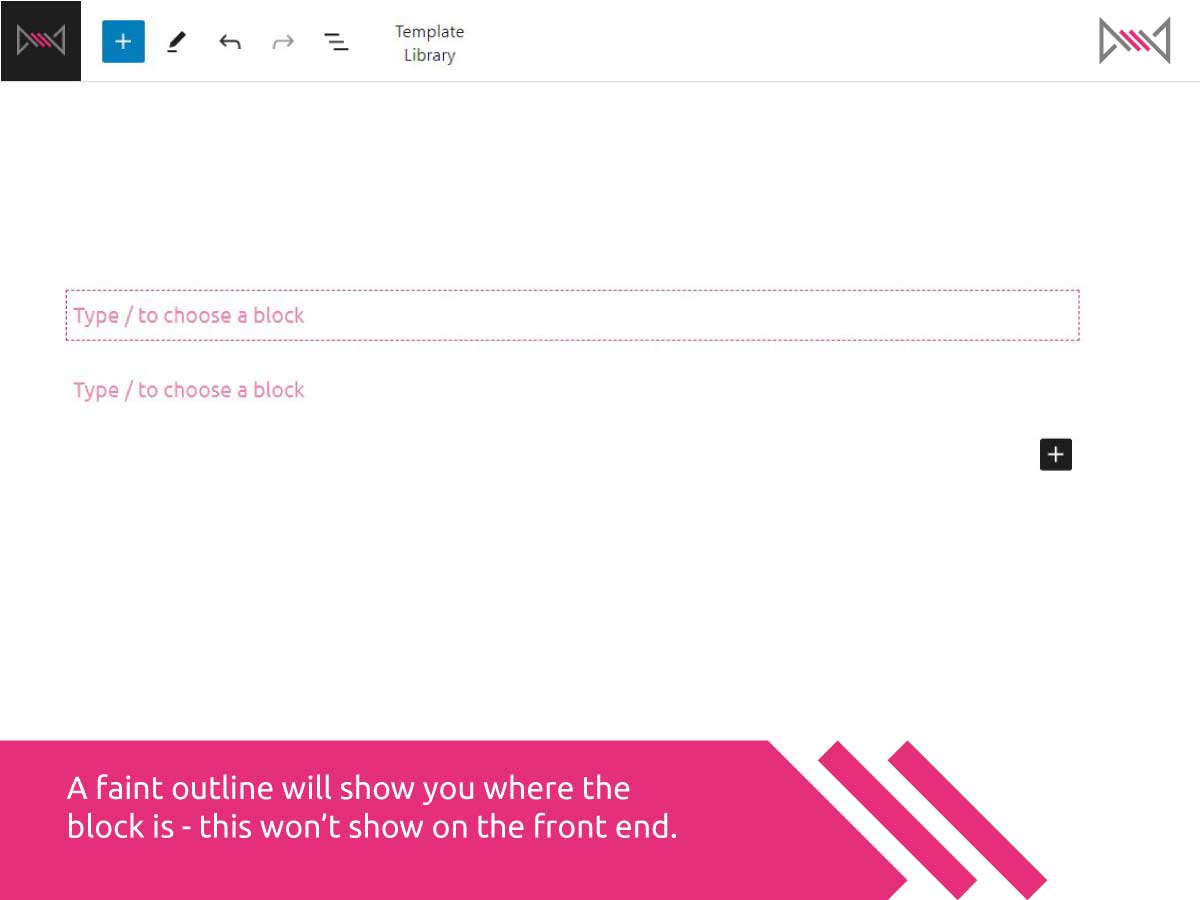 Template
Library
Type / to choose a block
Type / to choose a block
A faint outline will show you where the
block is - this won’t show on the front end.